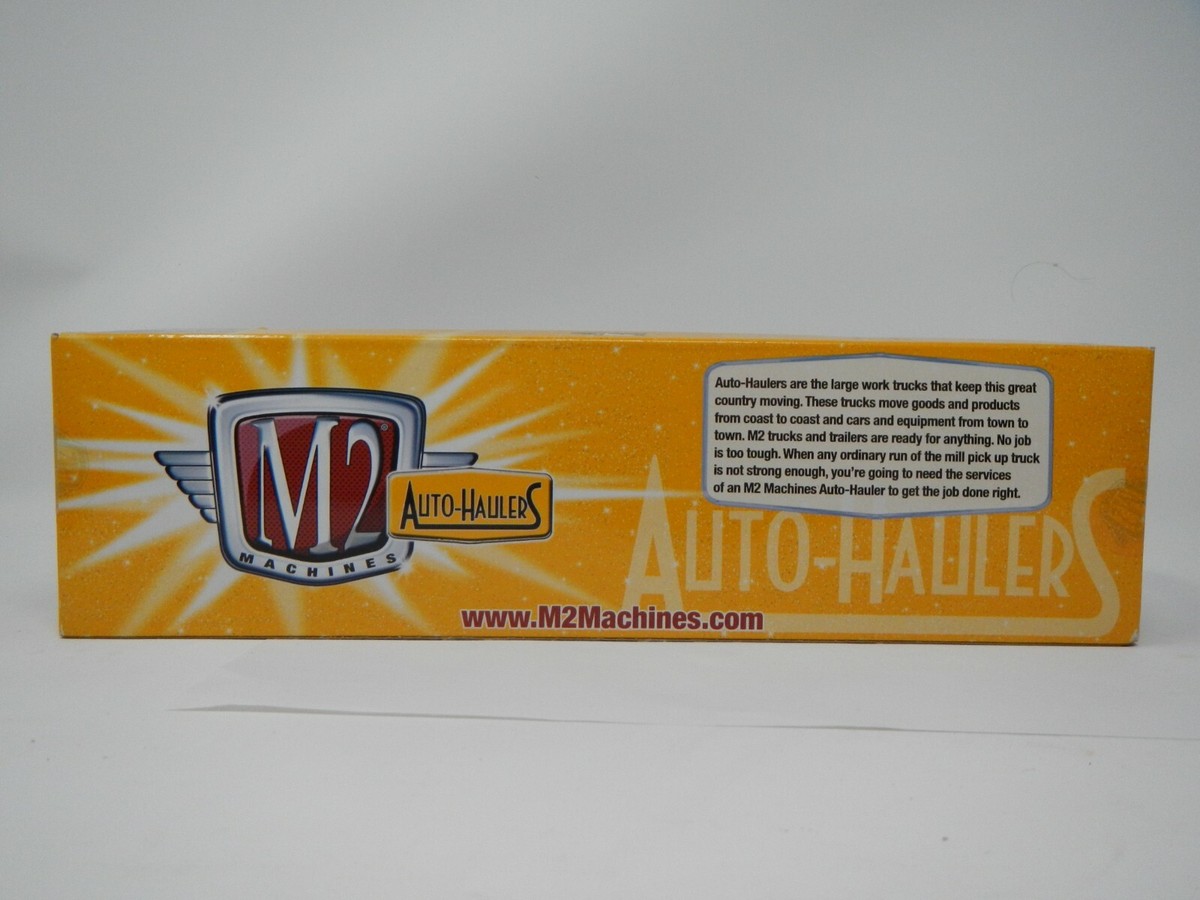 M2®
MACHINES
AUTO-HAULERS
Auto-Haulers are the large work trucks that keep this great
country moving. These trucks move goods and products
from coast to coast and cars and equipment from town to
town. M2 trucks and trailers are ready for anything. No job
is too tough. When any ordinary run of the mill pick up truck
is not strong enough, you're going to need the services
of an M2 Machines Auto-Hauler to get the job done right.
AUTO-HAULERS
www.M2Machines.com